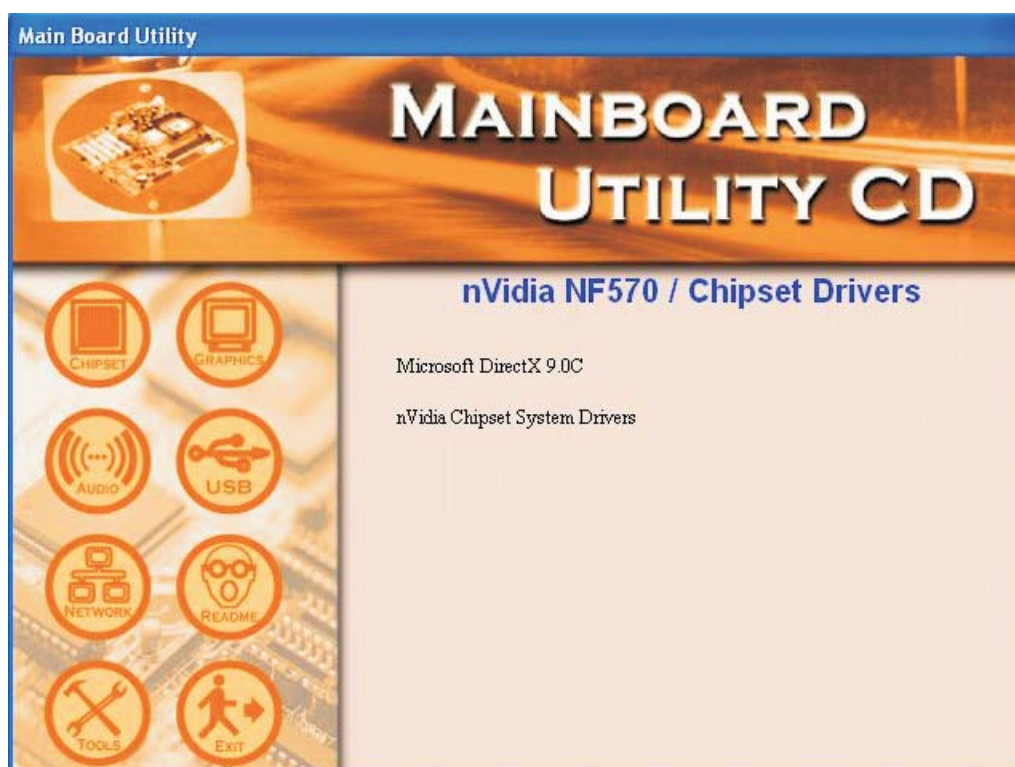 Main Board Utility
MAINBOARD
UTILITY CD
nVidia NF570 / Chipset Drivers
CHIPSET
GRAPHICS
Microsoft DirectX 9.0C
nVidia Chipset System Drivers
AUDIO
USB
NETWORK
README
TOOLS
EXIT